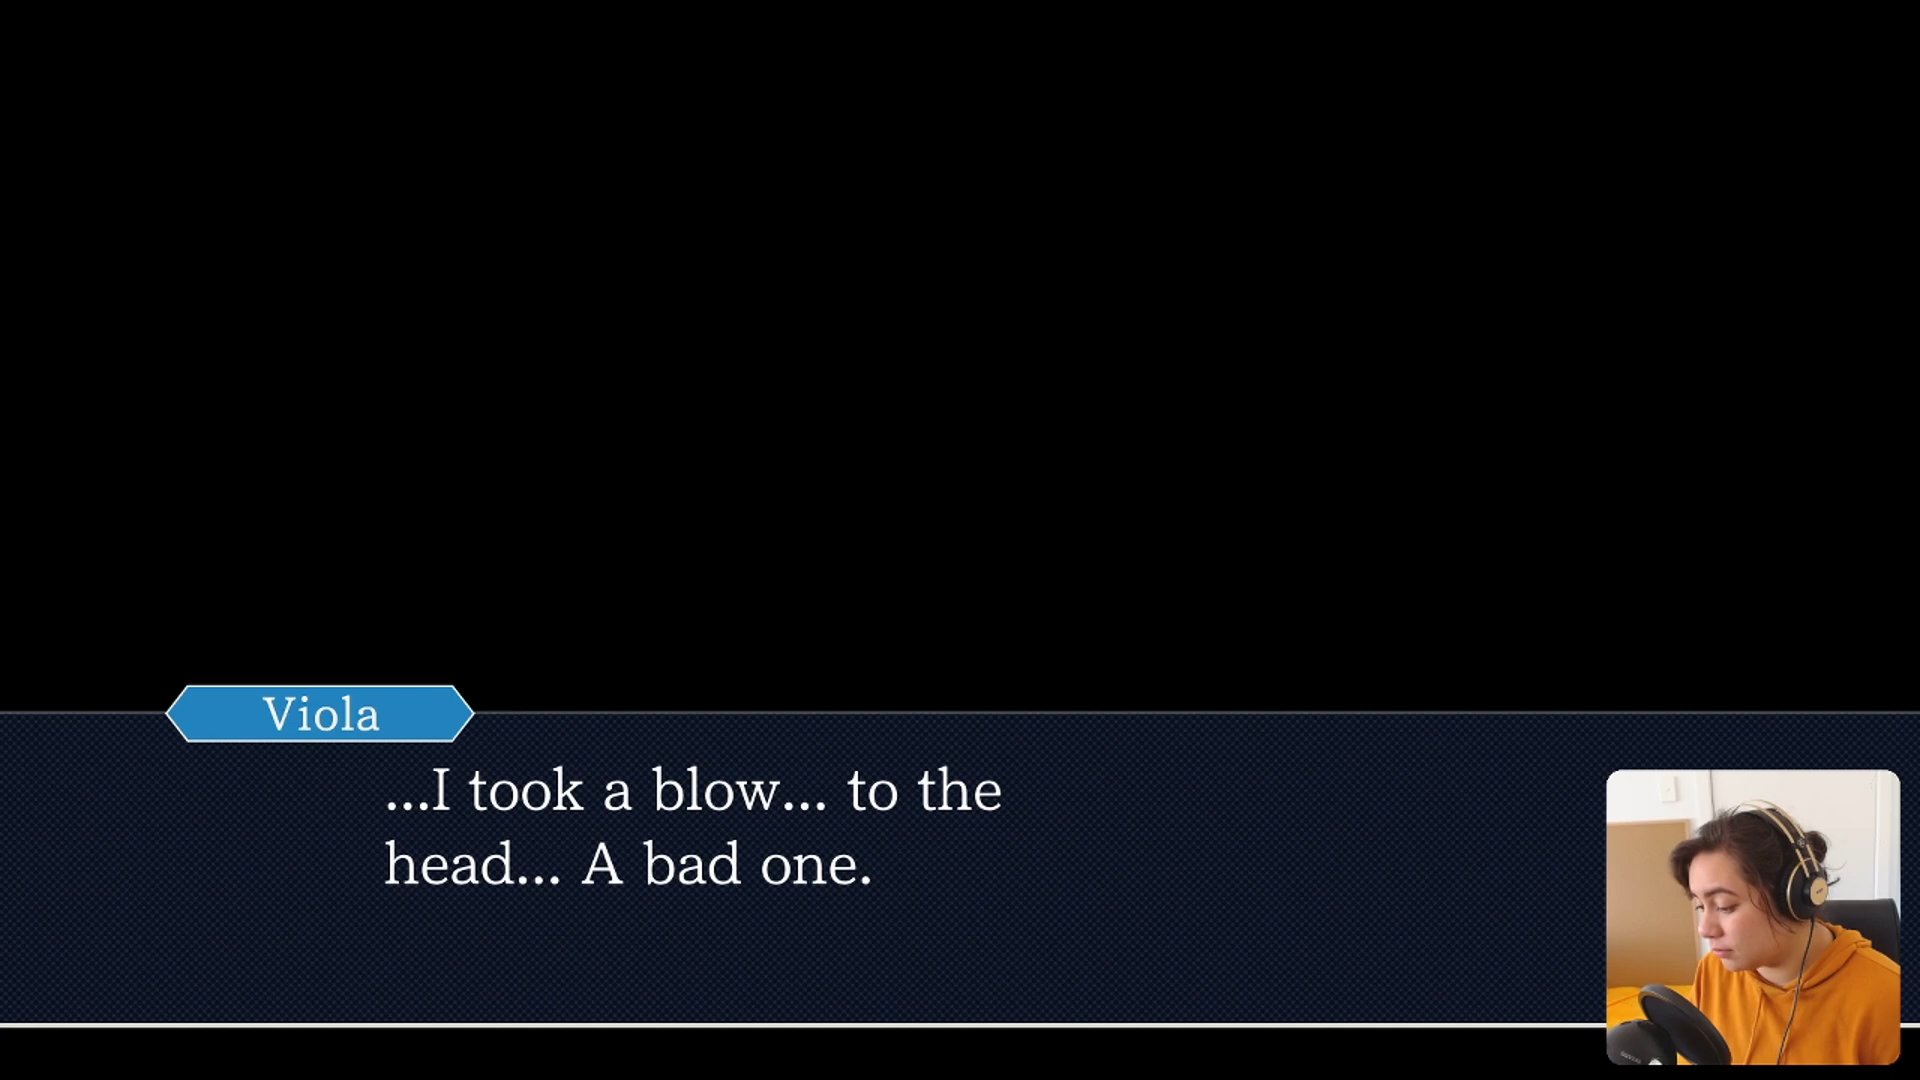 Viola
...I took a blow... to the
head... A bad one.